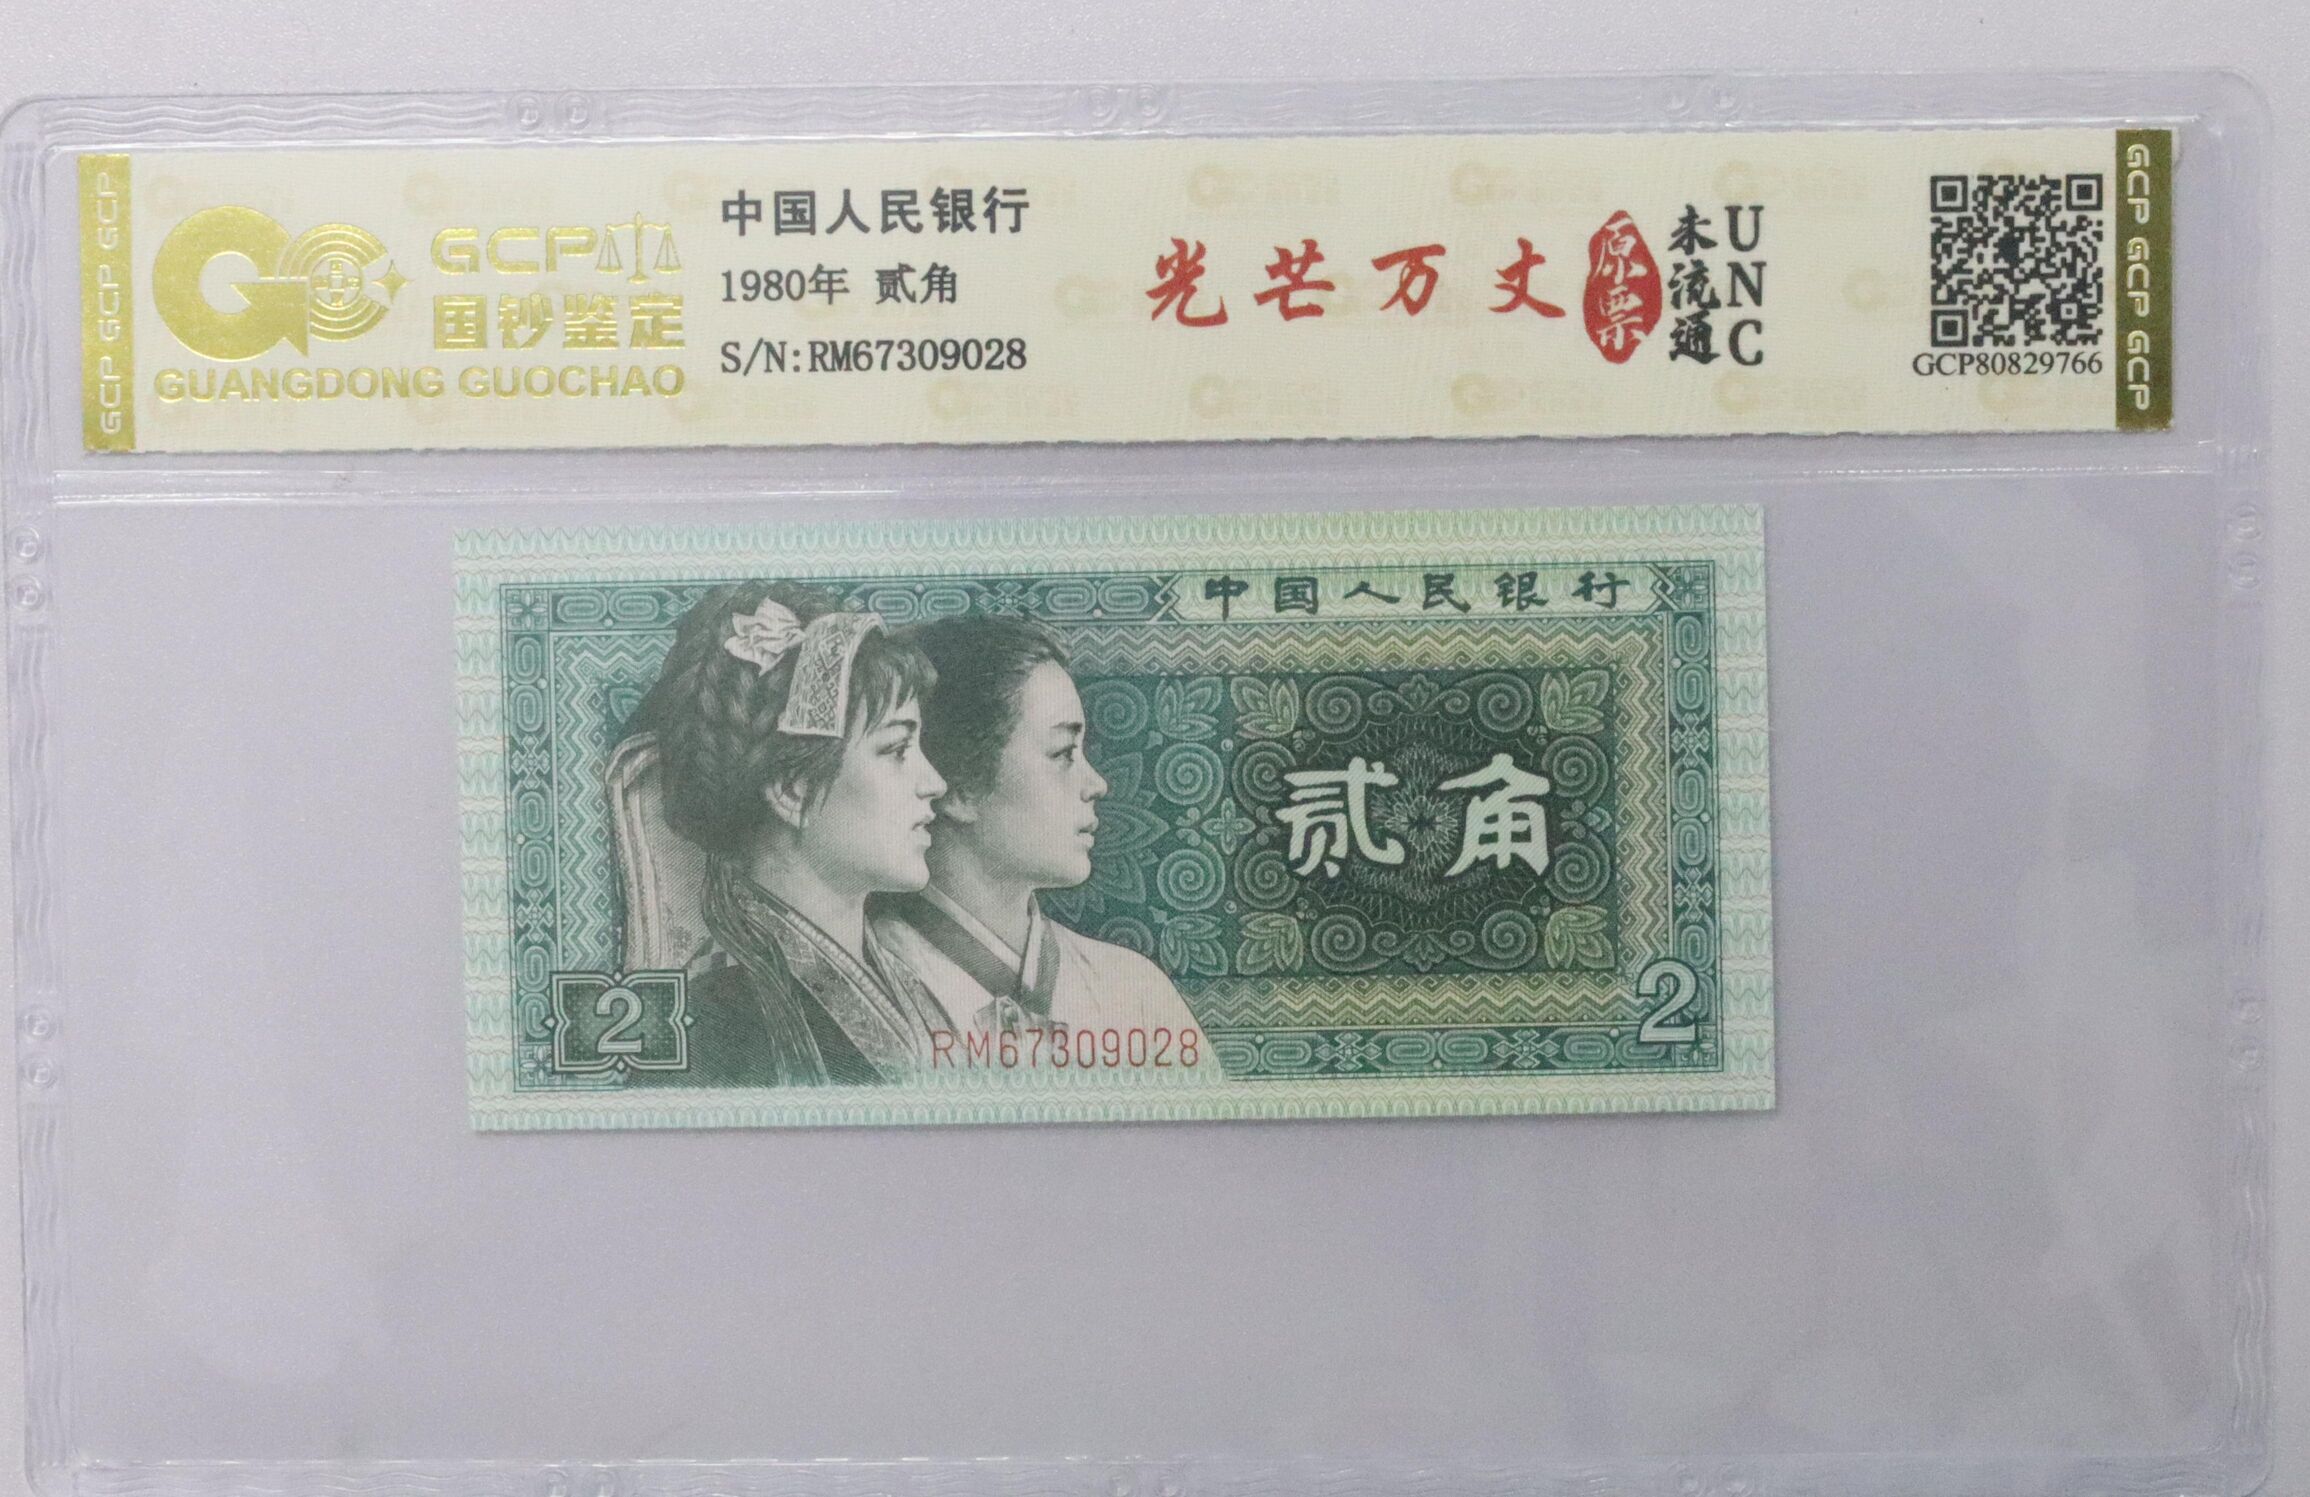 GCP GCP GCP
GCP
国钞鉴定
GUANGDONG GUOCHAO
中国人民银行
1980年 贰角
S/N:RM67309028
光芒万丈
原票
未流通
UNC
GCP80829766
GCP GCP GCP
中国人民银行
贰角
2
2
RM67309028